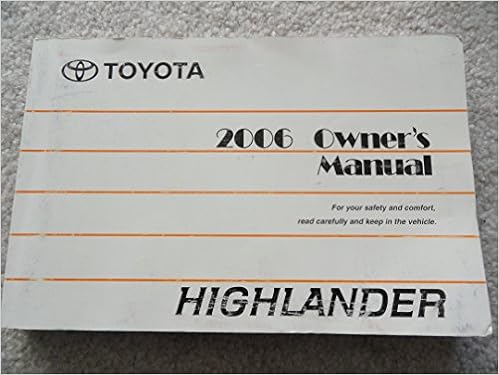 TOYOTA
2006 Owner's
Manual
For your safety and comfort,
read carefully and keep in the vehicle.
HIGHLANDER